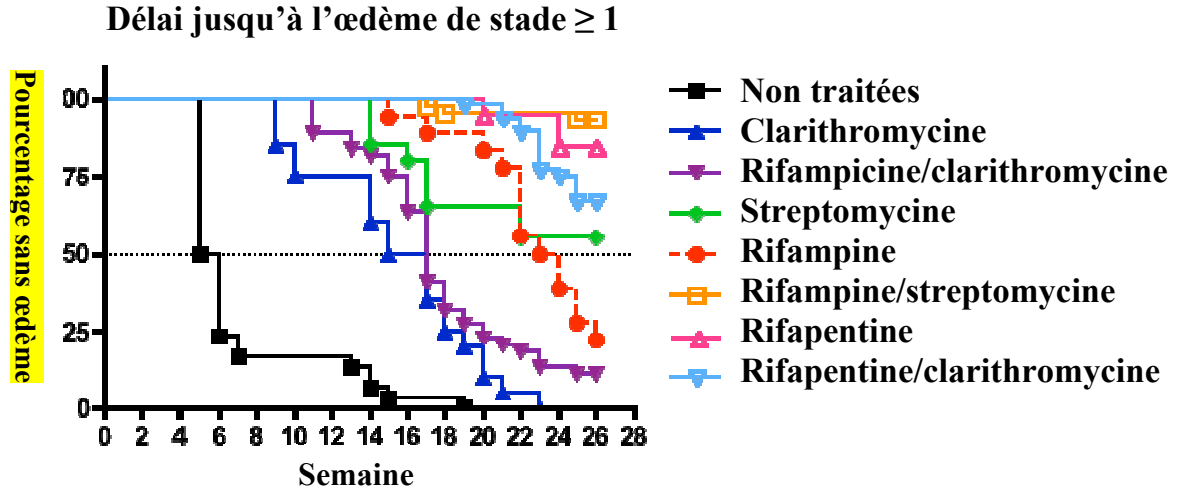 Délai jusqu’à l’œdème de stade ≥ 1
Pourcentage sans œdème
00
75
50
25
0
0 2 4 6 8 10 12 14 16 18 20 22 24 26 28
Semaine
Non traitées
Clarithromycine
Rifampicine/clarithromycine
Streptomycine
Rifampine
Rifampine/streptomycine
Rifapentine
Rifapentine/clarithromycine